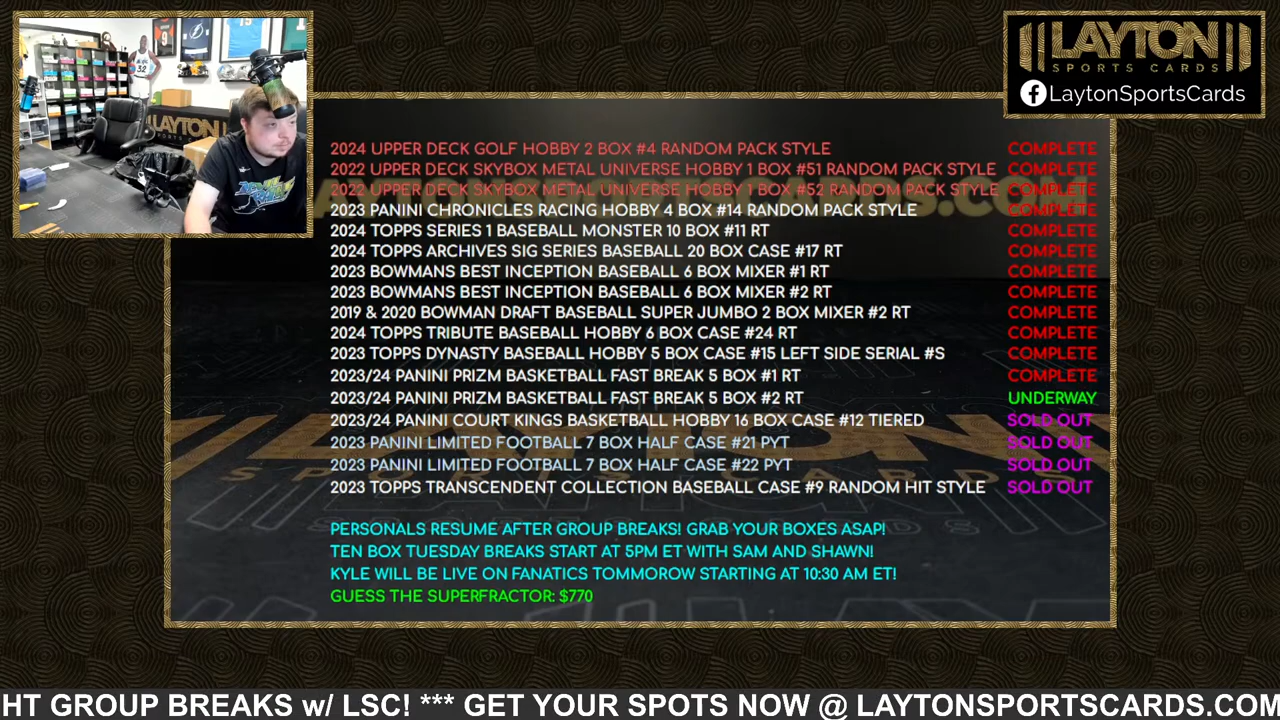 LAYTON
SPORTS CARDS
LaytonSportsCards
2024 UPPER DECK GOLF HOBBY 2 BOX #4 RANDOM PACK STYLE COMPLETE
2022 UPPER DECK SKYBOX METAL UNIVERSE HOBBY 1 BOX #51 RANDOM PACK STYLE COMPLETE
2022 UPPER DECK SKYBOX METAL UNIVERSE HOBBY 1 BOX #52 RANDOM PACK STYLE COMPLETE
2023 PANINI CHRONICLES RACING HOBBY 4 BOX #14 RANDOM PACK STYLE COMPLETE
2024 TOPPS SERIES 1 BASEBALL MONSTER 10 BOX #11 RT COMPLETE
2024 TOPPS ARCHIVES SIG SERIES BASEBALL 20 BOX CASE #17 RT COMPLETE
2023 BOWMANS BEST INCEPTION BASEBALL 6 BOX MIXER #1 RT COMPLETE
2023 BOWMANS BEST INCEPTION BASEBALL 6 BOX MIXER #2 RT COMPLETE
2019 & 2020 BOWMAN DRAFT BASEBALL SUPER JUMBO 2 BOX MIXER #2 RT COMPLETE
2024 TOPPS TRIBUTE BASEBALL HOBBY 6 BOX CASE #24 RT COMPLETE
2023 TOPPS DYNASTY BASEBALL HOBBY 5 BOX CASE #15 LEFT SIDE SERIAL #S COMPLETE
2023/24 PANINI PRIZM BASKETBALL FAST BREAK 5 BOX #1 RT COMPLETE
2023/24 PANINI PRIZM BASKETBALL FAST BREAK 5 BOX #2 RT UNDERWAY
2023/24 PANINI COURT KINGS BASKETBALL HOBBY 16 BOX CASE #12 TIERED SOLD OUT
2023 PANINI LIMITED FOOTBALL 7 BOX HALF CASE #21 PYT SOLD OUT
2023 PANINI LIMITED FOOTBALL 7 BOX HALF CASE #22 PYT SOLD OUT
2023 TOPPS TRANSCENDENT COLLECTION BASEBALL CASE #9 RANDOM HIT STYLE SOLD OUT
PERSONALS RESUME AFTER GROUP BREAKS! GRAB YOUR BOXES ASAP!
TEN BOX TUESDAY BREAKS START AT 5PM ET WITH SAM AND SHAWN!
KYLE WILL BE LIVE ON FANATICS TOMMOROW STARTING AT 10:30 AM ET!
GUESS THE SUPERFRACTOR: $770
HT GROUP BREAKS w/ LSC! *** GET YOUR SPOTS NOW @ LAYTONSPORTSCARDS.COM